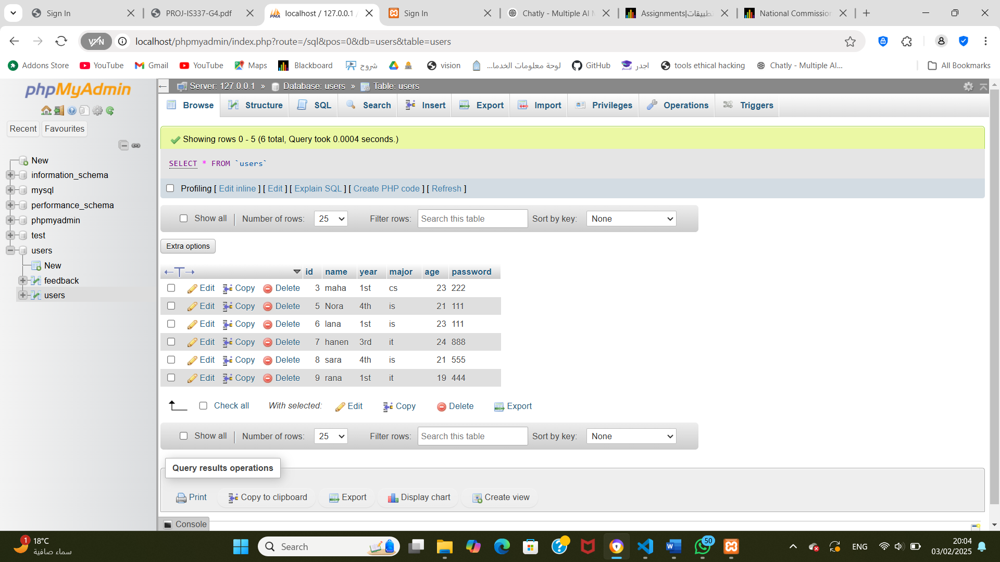 Sign In
PROJ-IS337-G4.pdf
localhost / 127.0.0.1 /
Sign In
Chatly - Multiple AI M
Assignments|تطبيقات
National Commission
VPN
localhost/phpmyadmin/index.php?route=/sql&pos=0&db=users&table=users
Addons Store
YouTube
Gmail
YouTube
Maps
Blackboard
شروح
vision
لوحة معلومات الخدما...
GitHub
اجدر
tools ethical hacking
Chatly - Multiple AI...
All Bookmarks
phpMyAdmin
Recent
Favourites
New
information_schema
mysql
performance_schema
phpmyadmin
test
users
New
feedback
users
Server: 127.0.0.1 » Database: users » Table: users
Browse Structure SQL Search Insert Export Import Privileges Operations Triggers
Showing rows 0 - 5 (6 total, Query took 0.0004 seconds.)
SELECT * FROM `users`
Profiling [ Edit inline ] [ Edit ] [ Explain SQL ] [ Create PHP code ] [ Refresh ]
Show all Number of rows: 25 Filter rows: Search this table Sort by key: None
Extra options
id name year major age password
Edit Copy Delete 3 maha 1st cs 23 222
Edit Copy Delete 5 Nora 4th is 21 111
Edit Copy Delete 6 lana 1st is 23 111
Edit Copy Delete 7 hanen 3rd it 24 888
Edit Copy Delete 8 sara 4th is 21 555
Edit Copy Delete 9 rana 1st it 19 444
Check all With selected: Edit Copy Delete Export
Show all Number of rows: 25 Filter rows: Search this table Sort by key: None
Query results operations
Print Copy to clipboard Export Display chart Create view
Console
1
18°C
سماء صافية
Search
50
ENG
20:04
03/02/2025